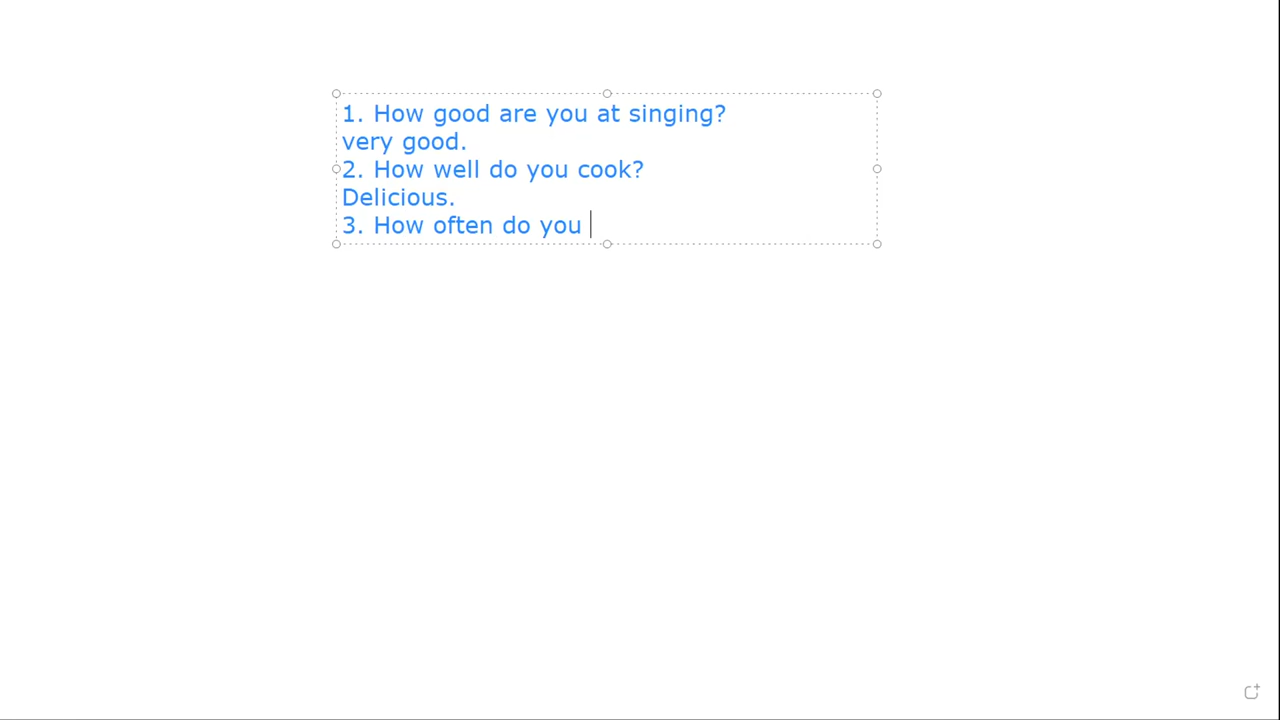 1. How good are you at singing?
very good.
2. How well do you cook?
Delicious.
3. How often do you